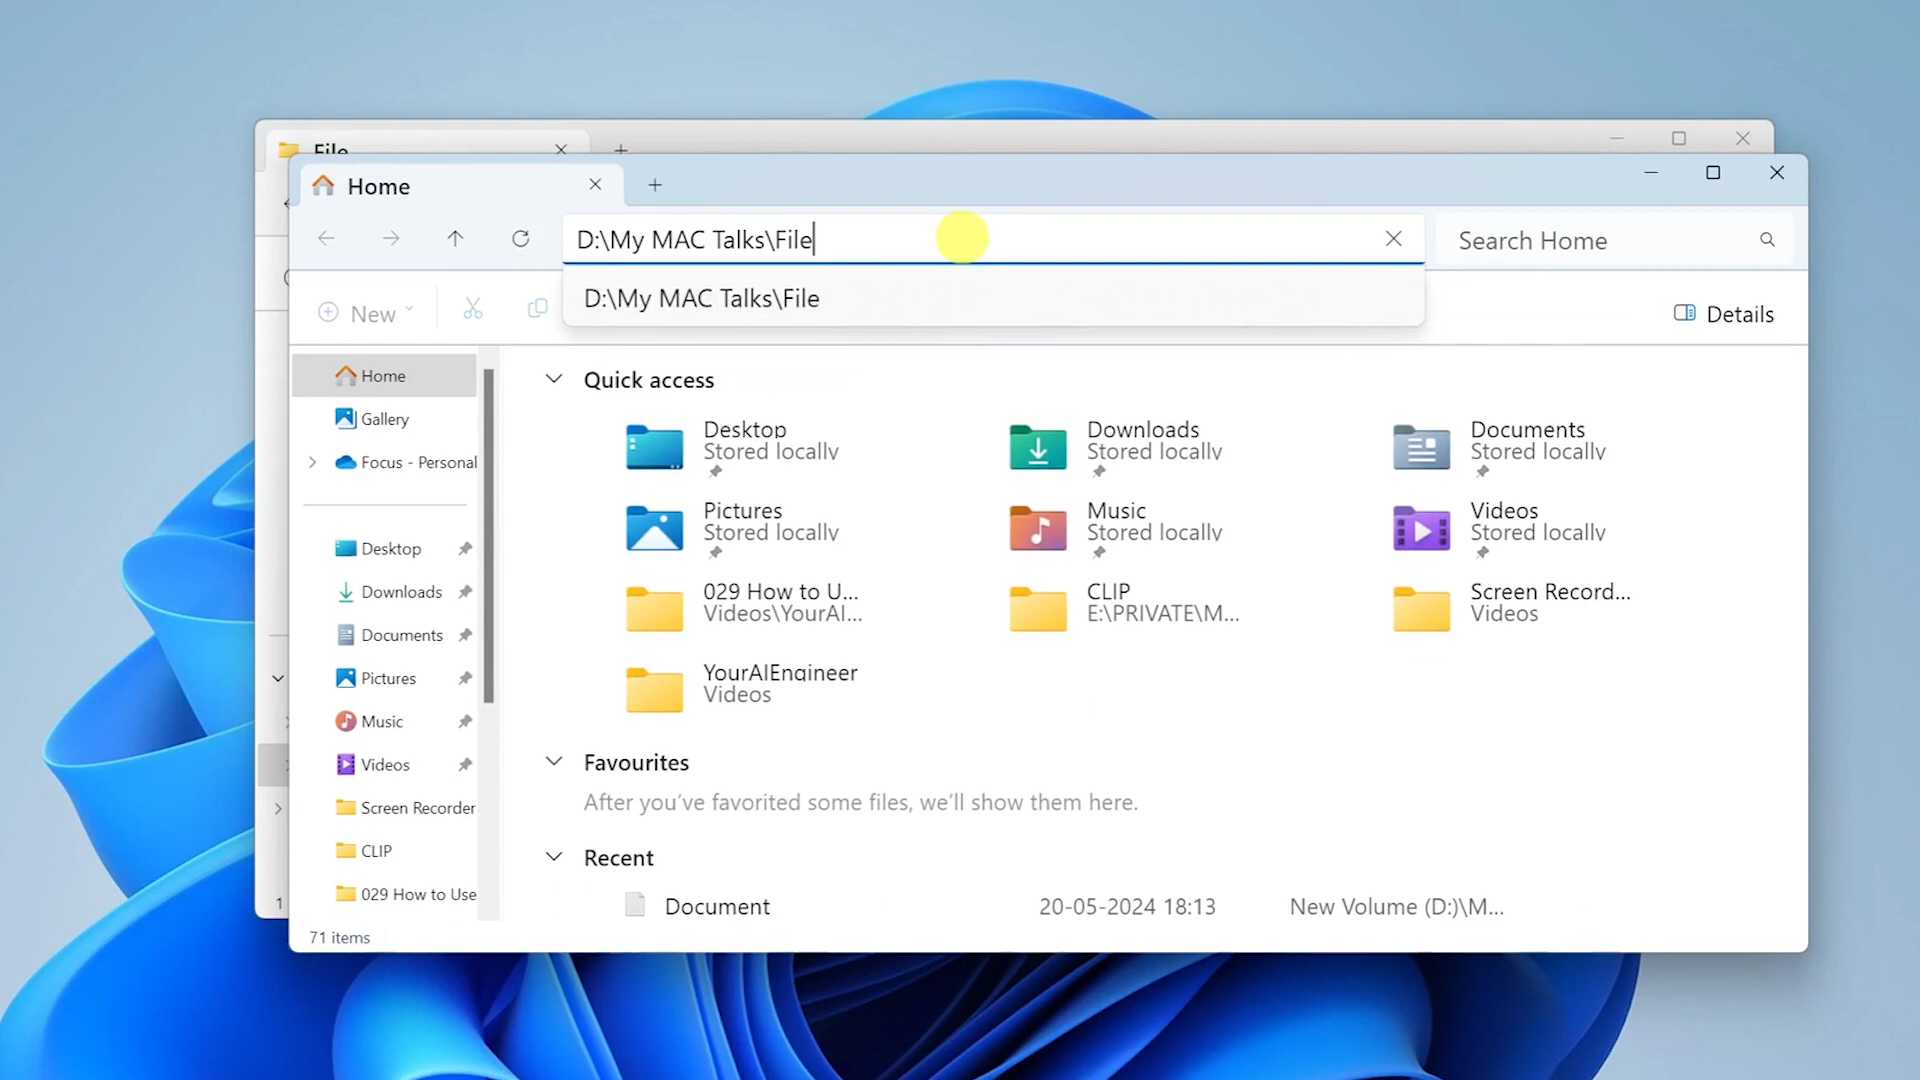 File
Home
D:\My MAC Talks\File
Search Home
D:\My MAC Talks\File
New
Details
Home
Gallery
Focus - Personal
Desktop
Downloads
Documents
Pictures
Music
Videos
Screen Recorder
CLIP
029 How to Use
Quick access
Desktop
Stored locally
Downloads
Stored locally
Documents
Stored locally
Pictures
Stored locally
Music
Stored locally
Videos
Stored locally
029 How to U...
Videos\YourAI...
CLIP
E:\PRIVATE\M...
Screen Record...
Videos
YourAIEngineer
Videos
Favourites
After you've favorited some files, we'll show them here.
Recent
Document 20-05-2024 18:13 New Volume (D:)\M...
1
71 items